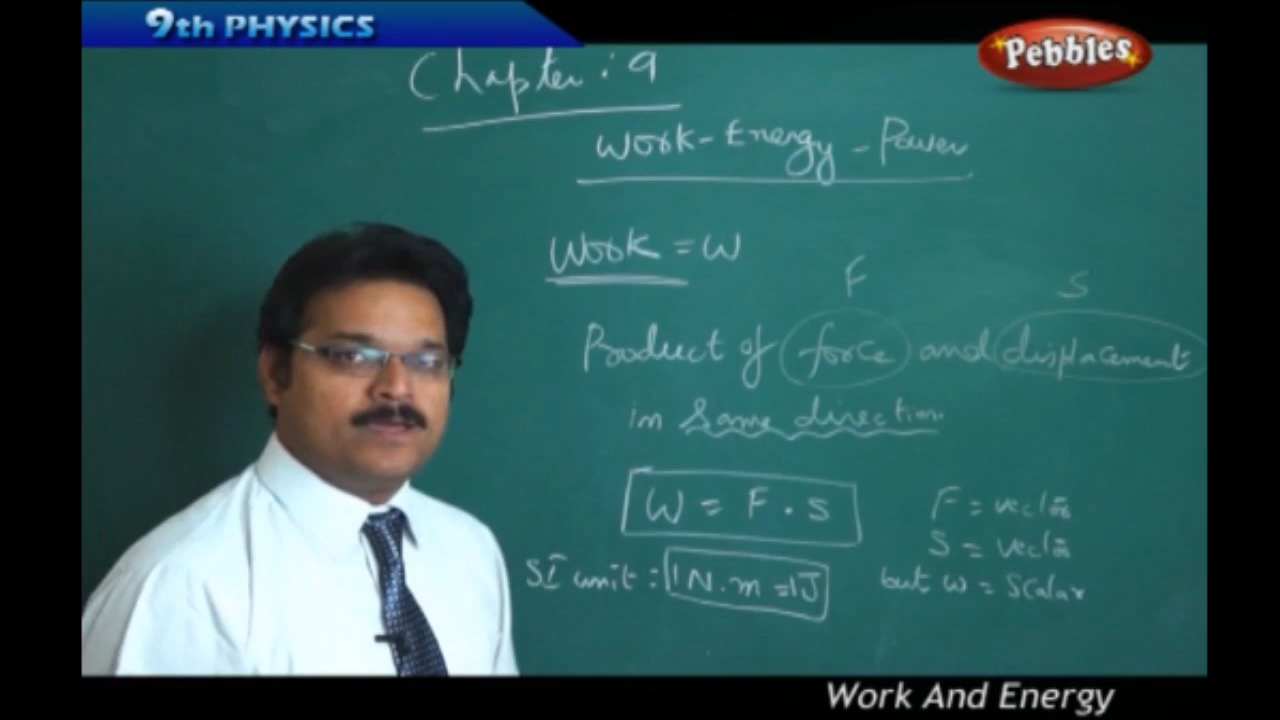 9th PHYSICS
Pebbles
Chapter : 9
Work - Energy - Power
Work = W
F S
Product of force and displacement
in same direction
W = F . S
F = vector
S = vector
SI unit : 1 N.m = 1J
but W = Scalar
Work And Energy